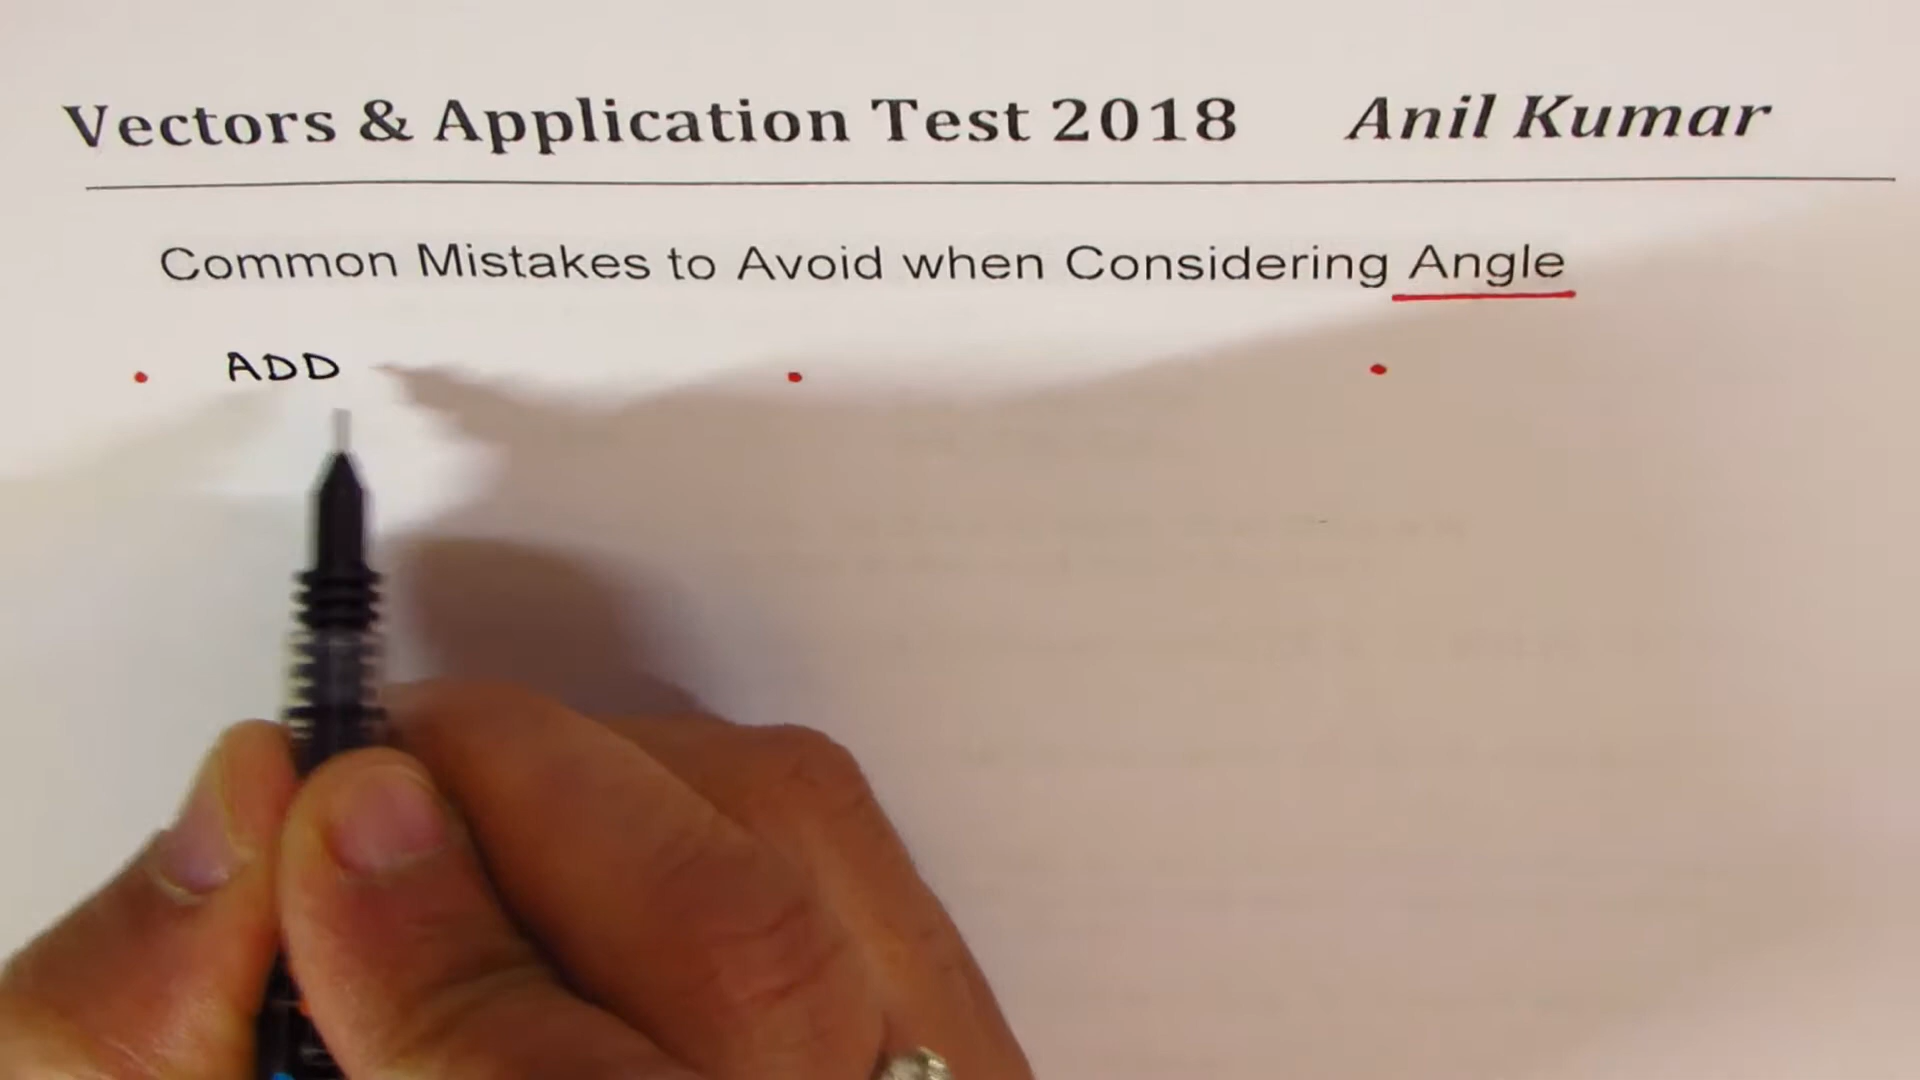 Vectors & Application Test 2018 Anil Kumar
Common Mistakes to Avoid when Considering Angle
• ADD • •